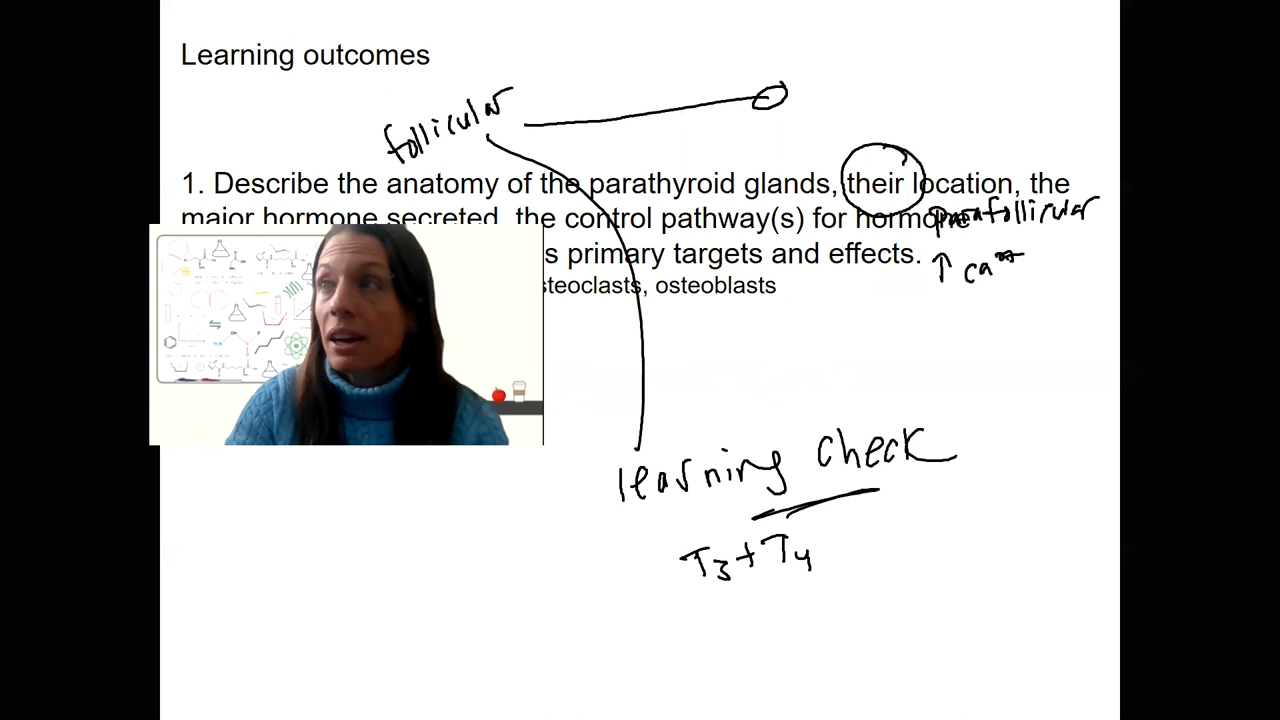 Learning outcomes
follicular
1. Describe the anatomy of the parathyroid glands, their location, the
major hormone secreted, the control pathway(s) for hormone
parafollicular
s primary targets and effects.
↑ ca++
steoclasts, osteoblasts
learning check
T3+T4